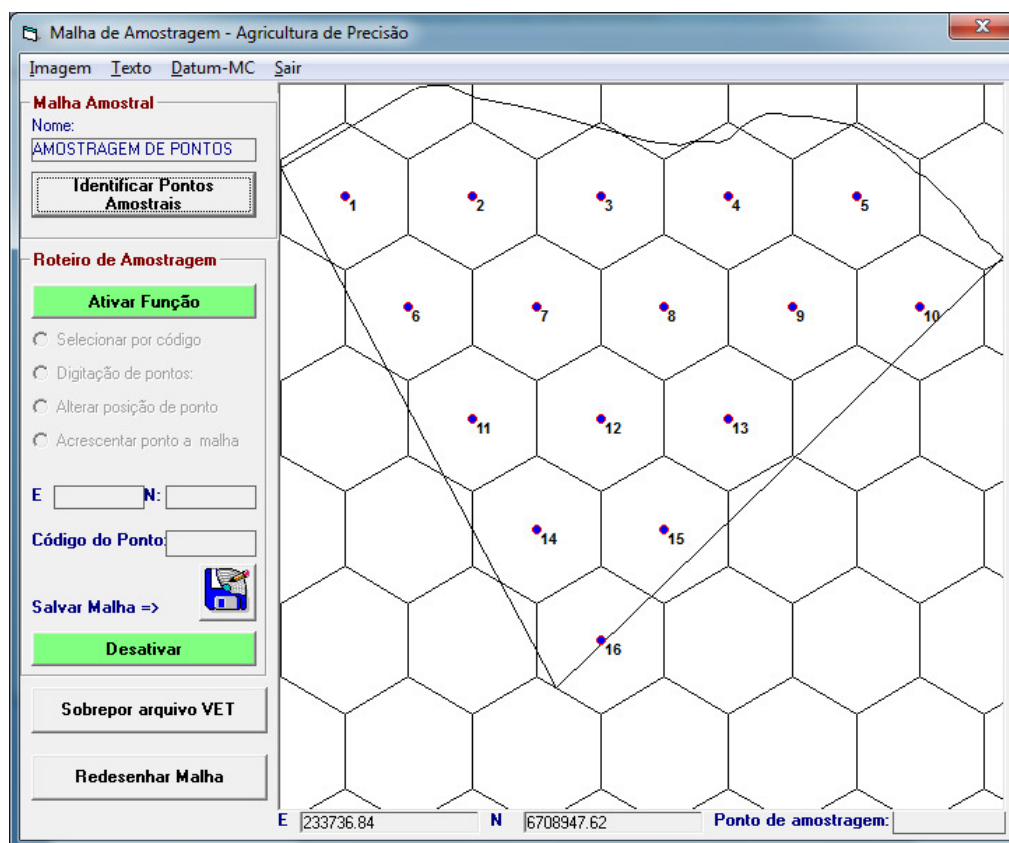 Malha de Amostragem - Agricultura de Precisão
Imagem Texto Datum-MC Sair
Malha Amostral
Nome:
AMOSTRAGEM DE PONTOS
Identificar Pontos
Amostrais
Roteiro de Amostragem
Ativar Função
Selecionar por código
Digitação de pontos:
Alterar posição de ponto
Acrescentar ponto a malha
E N:
Código do Ponto:
Salvar Malha =>
Desativar
Sobrepor arquivo VET
Redesenhar Malha
1 2 3 4 5
6 7 8 9 10
11 12 13
14 15
16
E 233736.84 N 6708947.62 Ponto de amostragem: